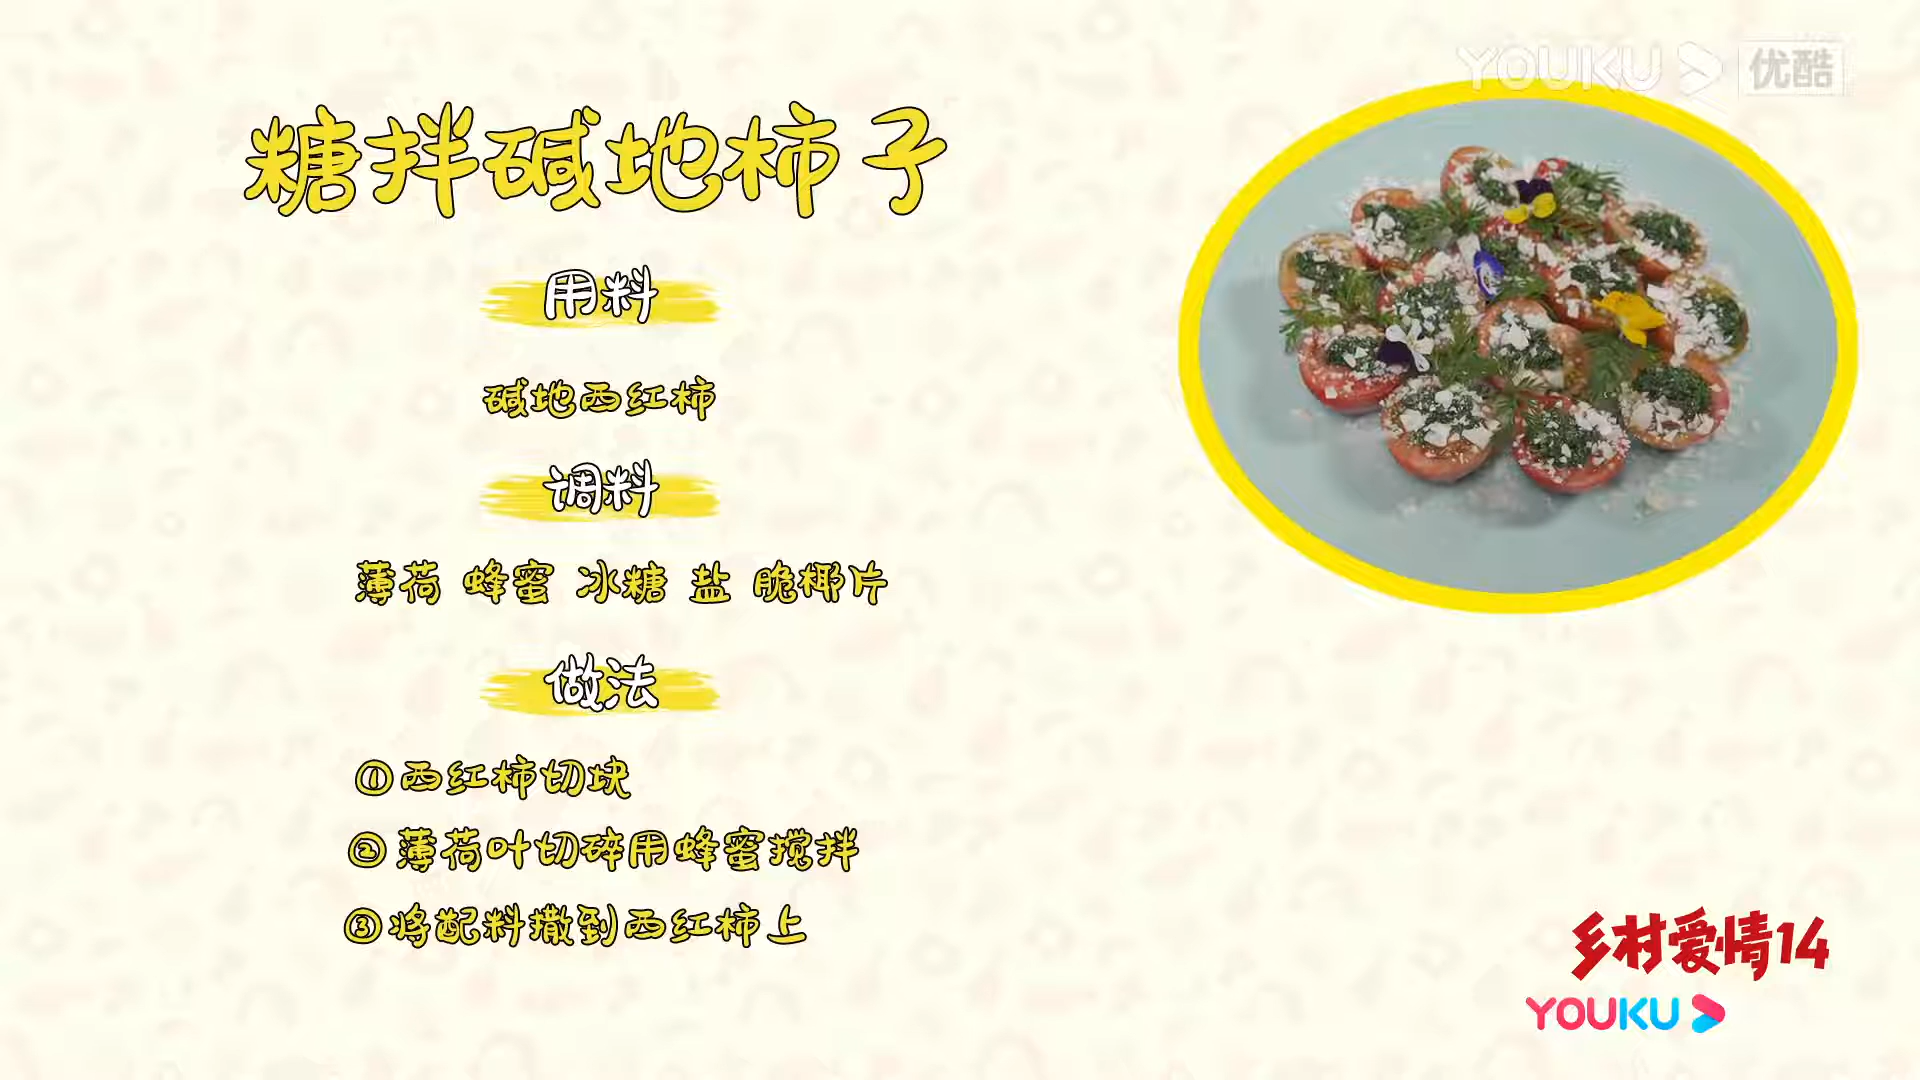 YOUKU 优酷
糖拌碱地柿子
用料
碱地西红柿
调料
薄荷 蜂蜜 冰糖 盐 脆椰片
做法
①西红柿切块
②薄荷叶切碎用蜂蜜搅拌
③将配料撒到西红柿上
乡村爱情14
YOUKU